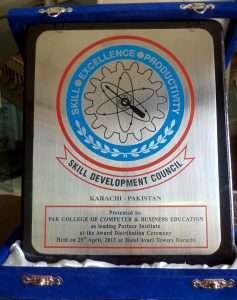 SKILL • EXCELLENCE • PRODUCTIVITY
SKILL DEVELOPMENT COUNCIL
KARACHI - PAKISTAN
Presented to:
PAK COLLEGE OF COMPUTER & BUSINESS EDUCATION
as leading Partner Institute
at the Award Distribution Ceremony
Held on 25th April, 2013 at Hotel Avari Towers Karachi